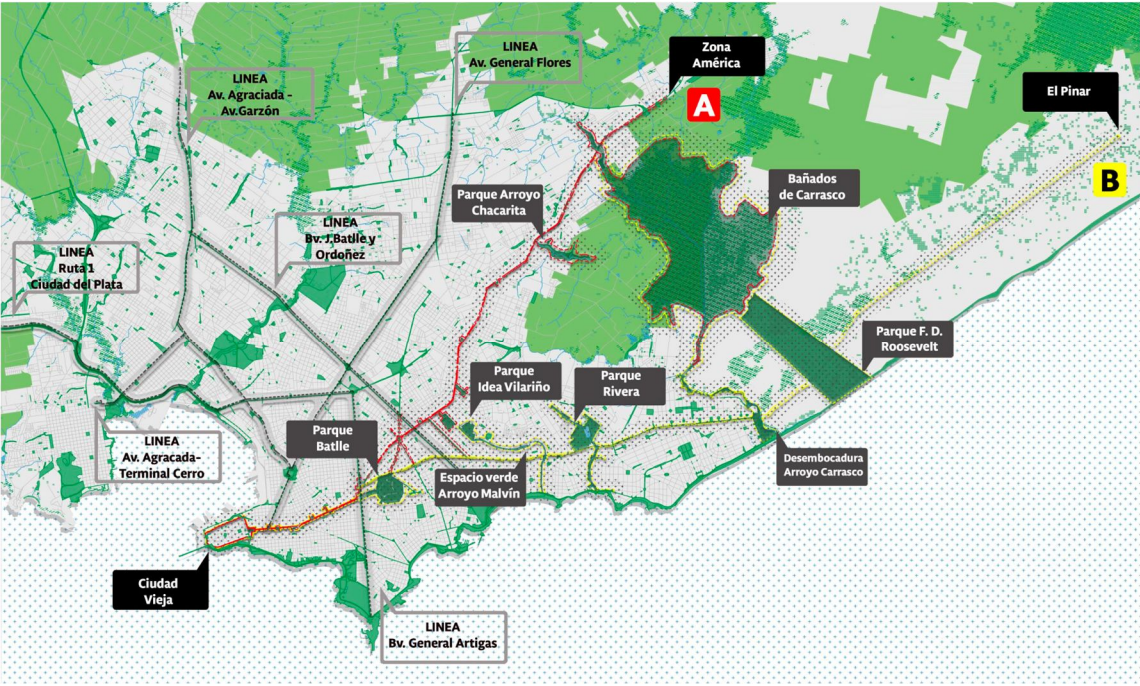 Zona
América
A
LINEA
Av. General Flores
LINEA
Av. Agraciada -
Av.Garzón
El Pinar
B
Bañados
de Carrasco
Parque Arroyo
Chacarita
LINEA
Bv. J.Batlle y
Ordoñez
LINEA
Ruta 1
Ciudad del Plata
Parque F. D.
Roosevelt
Parque
Idea Vilariño
Parque
Rivera
Parque
Batlle
LINEA
Av. Agracada-
Terminal Cerro
Espacio verde
Arroyo Malvín
Desembocadura
Arroyo Carrasco
Ciudad
Vieja
LINEA
Bv. General Artigas